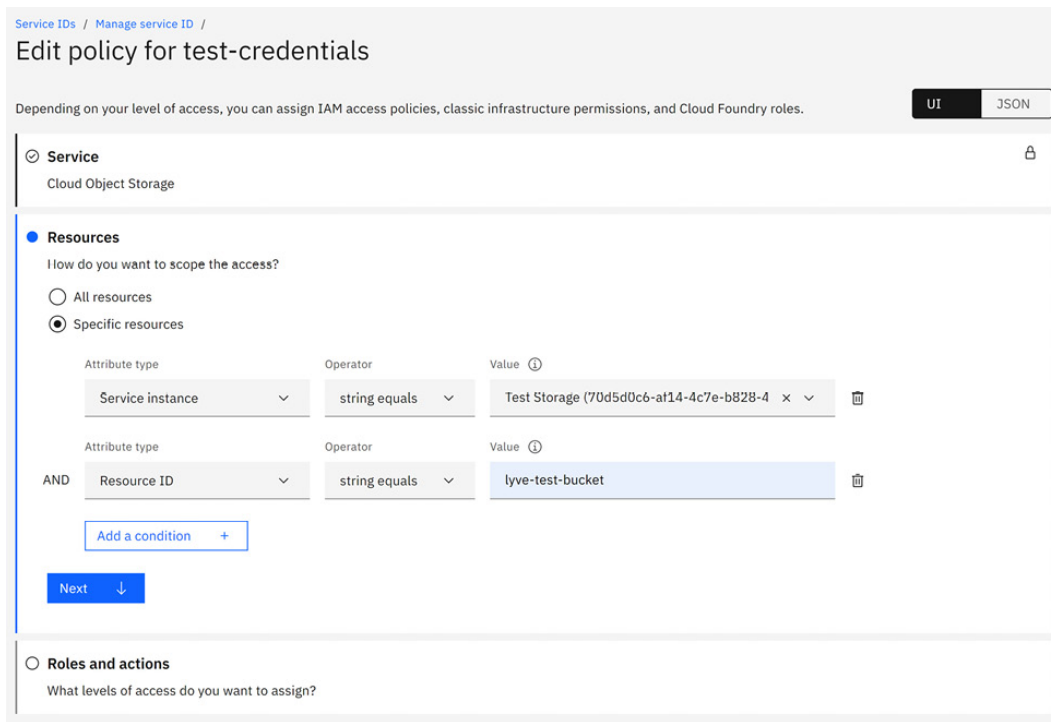 Service IDs / Manage service ID /
Edit policy for test-credentials
Depending on your level of access, you can assign IAM access policies, classic infrastructure permissions, and Cloud Foundry roles.
UI JSON
Service
Cloud Object Storage
Resources
How do you want to scope the access?
All resources
Specific resources
Attribute type Operator Value
Service instance string equals Test Storage (70d5d0c6-af14-4c7e-b828-4
Attribute type Operator Value
AND Resource ID string equals lyve-test-bucket
Add a condition +
Next
Roles and actions
What levels of access do you want to assign?